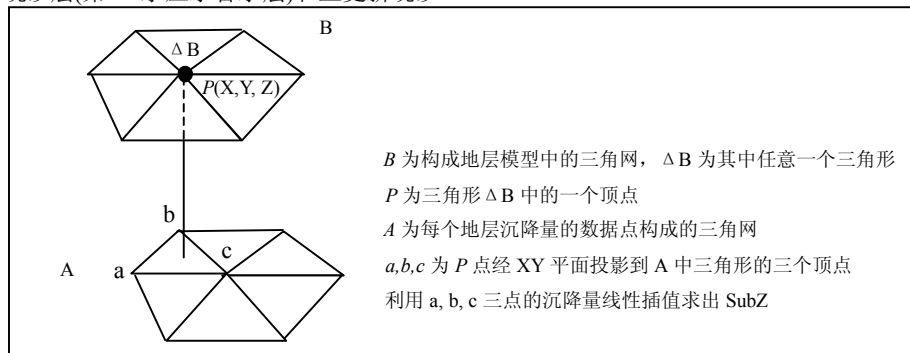 B
Δ B
P(X,Y, Z)
B 为构成地层模型中的三角网， Δ B 为其中任意一个三角形
P 为三角形 Δ B 中的一个顶点
b
A 为每个地层沉降量的数据点构成的三角网
c
A
a
a,b,c 为 P 点经 XY 平面投影到 A 中三角形的三个顶点
利用 a, b, c 三点的沉降量线性插值求出 SubZ